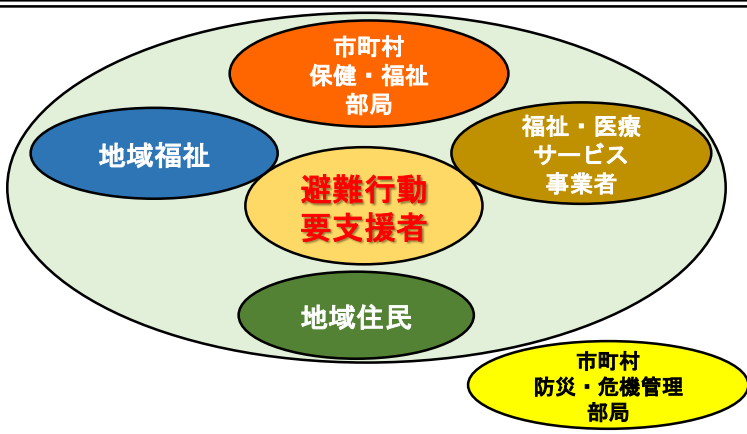 市町村
保健・福祉
部局
地域福祉
福祉・医療
サービス
事業者
避難行動
要支援者
地域住民
市町村
防災・危機管理
部局